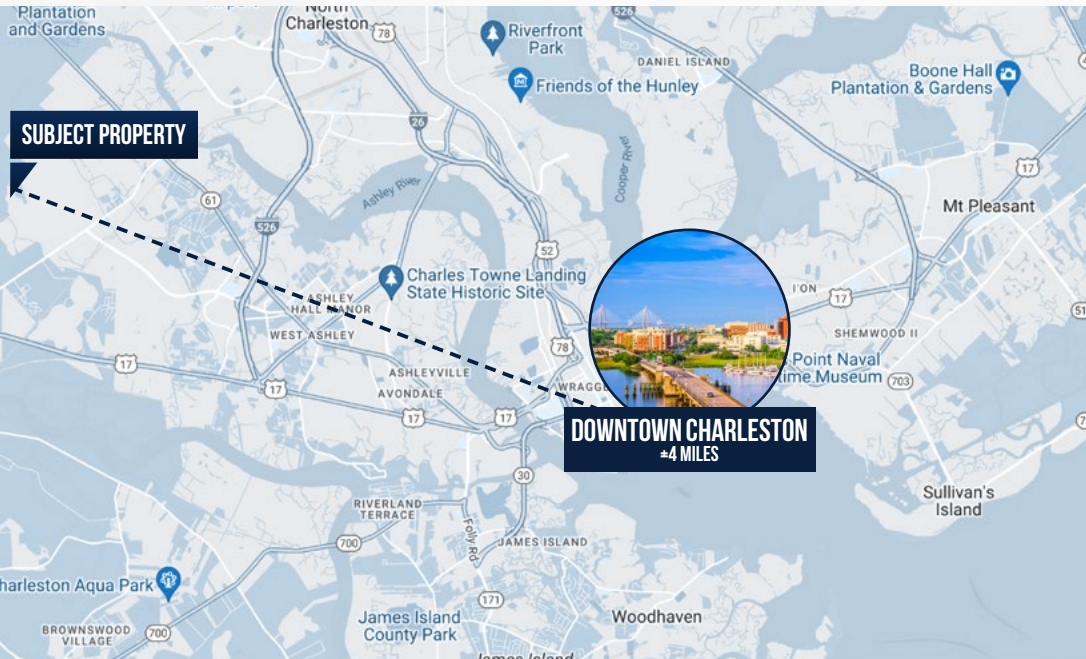 Plantation
and Gardens
North
Charleston
78
Riverfront
Park
526
DANIEL ISLAND
Friends of the Hunley
Boone Hall
Plantation & Gardens
26
SUBJECT PROPERTY
Cooper River
17
Ashley River
61
Mt Pleasant
526
52
Charles Towne Landing
State Historic Site
I'ON
17
ASHLEY
HALL MANOR
WEST ASHLEY
SHEMWOOD II
78
17
Point Naval
time Museum
703
ASHLEYVILLE
17
AVONDALE
WRAGG
17
17
DOWNTOWN CHARLESTON
±4 MILES
30
Sullivan's
Island
RIVERLAND
TERRACE
Folly Rd
700
JAMES ISLAND
harleston Aqua Park
171
James Island
County Park
Woodhaven
BROWNSWOOD
VILLAGE
700
James Island